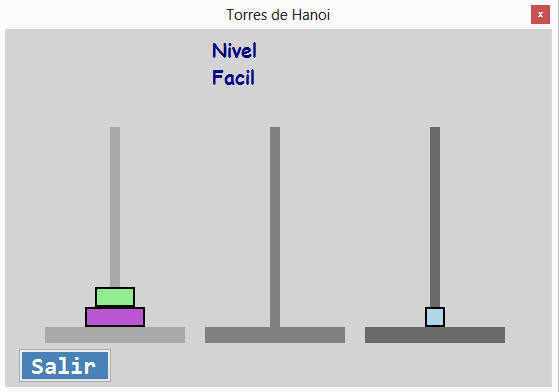 Torres de Hanoi
x
Nivel
Facil
Salir